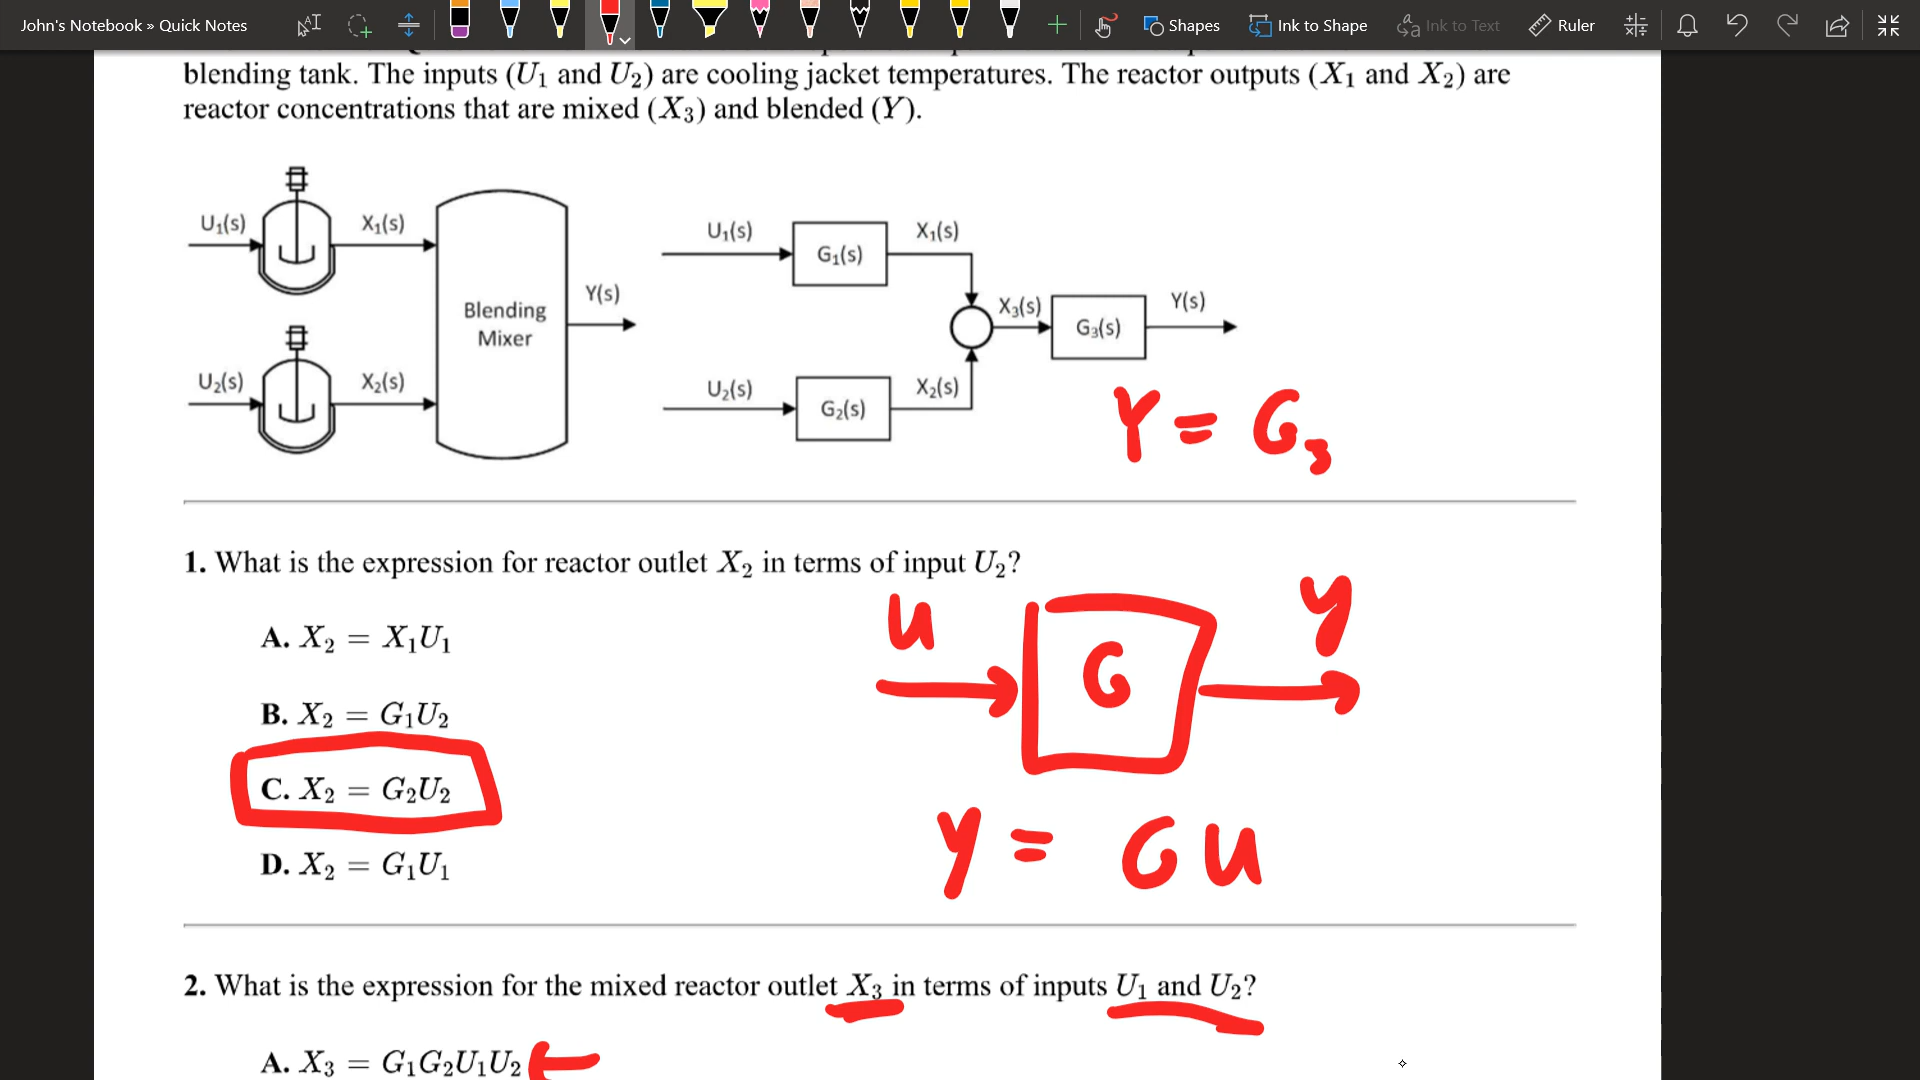 John's Notebook » Quick Notes
Shapes
Ink to Shape
Ink to Text
Ruler
blending tank. The inputs (U₁ and U₂) are cooling jacket temperatures. The reactor outputs (X₁ and X₂) are
reactor concentrations that are mixed (X₃) and blended (Y).
U₁(s)
X₁(s)
U₂(s)
X₂(s)
Blending
Mixer
Y(s)
U₁(s)
G₁(s)
X₁(s)
X₃(s)
G₃(s)
Y(s)
U₂(s)
G₂(s)
X₂(s)
Y = G₃
1. What is the expression for reactor outlet X₂ in terms of input U₂?
A. X₂ = X₁U₁
B. X₂ = G₁U₂
C. X₂ = G₂U₂
D. X₂ = G₁U₁
u
G
y
y = G u
2. What is the expression for the mixed reactor outlet X₃ in terms of inputs U₁ and U₂?
A. X₃ = G₁G₂U₁U₂